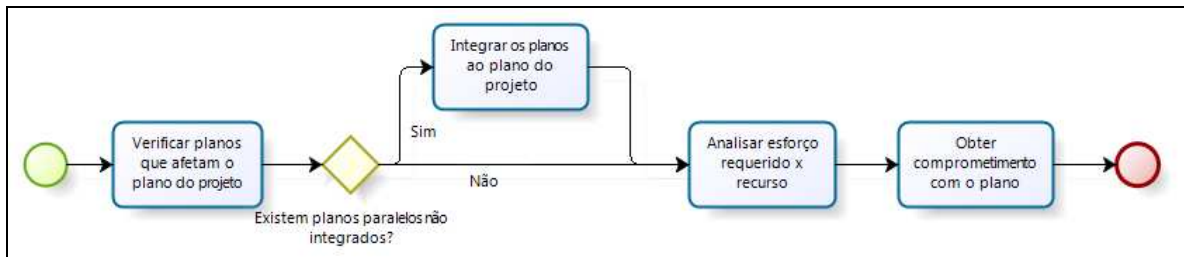 Integrar os planos
ao plano do
projeto
Sim
Verificar planos
que afetam o
plano do projeto
Analisar esforço
requerido x
recurso
Obter
comprometimento
com o plano
Não
Existem planos paralelos não
integrados?